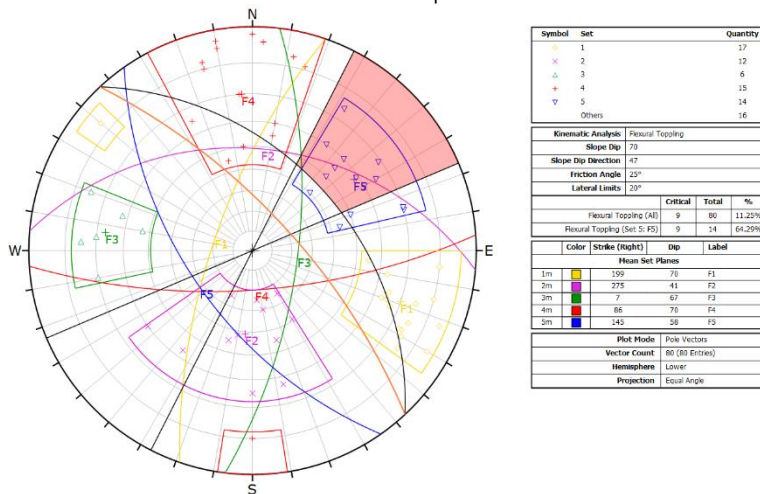 N
F4
F2
F5
W
F3
F1
F3
E
F5
F4
F1
F2
S
Symbol Set Quantity
1 17
2 12
3 6
4 15
5 14
Others 16
Kinematic Analysis Flexural Toppling
Slope Dip 70
Slope Dip Direction 47
Friction Angle 25°
Lateral Limits 20°
Critical Total %
Flexural Toppling (All) 9 80 11.25%
Flexural Toppling (Set 5: F5) 9 14 64.29%
Color Strike (Right) Dip Label
Mean Set Planes
1m 199 70 F1
2m 275 41 F2
3m 7 67 F3
4m 86 70 F4
5m 145 58 F5
Plot Mode Pole Vectors
Vector Count 80 (80 Entries)
Hemisphere Lower
Projection Equal Angle